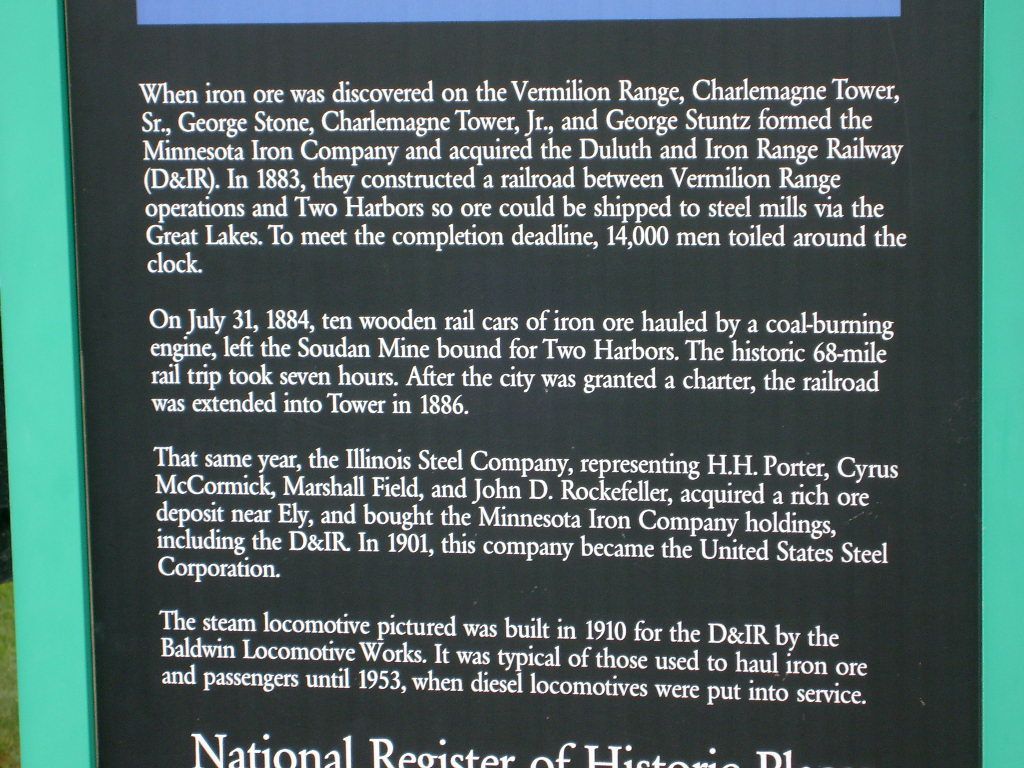 When iron ore was discovered on the Vermilion Range, Charlemagne Tower,
Sr., George Stone, Charlemagne Tower, Jr., and George Stuntz formed the
Minnesota Iron Company and acquired the Duluth and Iron Range Railway
(D&IR). In 1883, they constructed a railroad between Vermilion Range
operations and Two Harbors so ore could be shipped to steel mills via the
Great Lakes. To meet the completion deadline, 14,000 men toiled around the
clock.
On July 31, 1884, ten wooden rail cars of iron ore hauled by a coal-burning
engine, left the Soudan Mine bound for Two Harbors. The historic 68-mile
rail trip took seven hours. After the city was granted a charter, the railroad
was extended into Tower in 1886.
That same year, the Illinois Steel Company, representing H.H. Porter, Cyrus
McCormick, Marshall Field, and John D. Rockefeller, acquired a rich ore
deposit near Ely, and bought the Minnesota Iron Company holdings,
including the D&IR. In 1901, this company became the United States Steel
Corporation.
The steam locomotive pictured was built in 1910 for the D&IR by the
Baldwin Locomotive Works. It was typical of those used to haul iron ore
and passengers until 1953, when diesel locomotives were put into service.
National Register of Historic Places